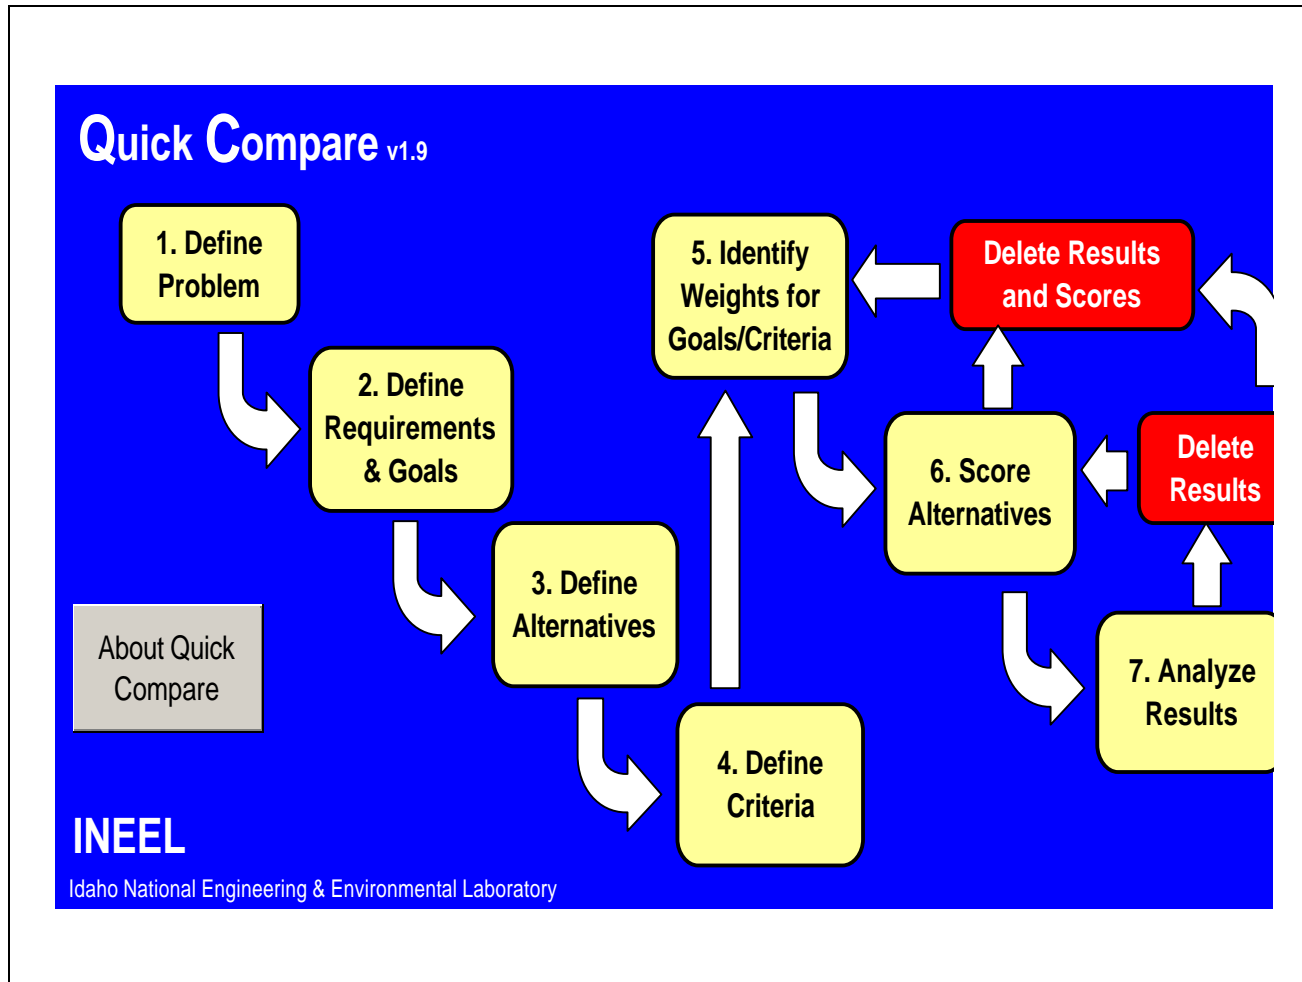 Quick Compare v1.9
1. Define
Problem
2. Define
Requirements
& Goals
3. Define
Alternatives
4. Define
Criteria
5. Identify
Weights for
Goals/Criteria
Delete Results
and Scores
6. Score
Alternatives
Delete
Results
7. Analyze
Results
About Quick
Compare
INEEL
Idaho National Engineering & Environmental Laboratory